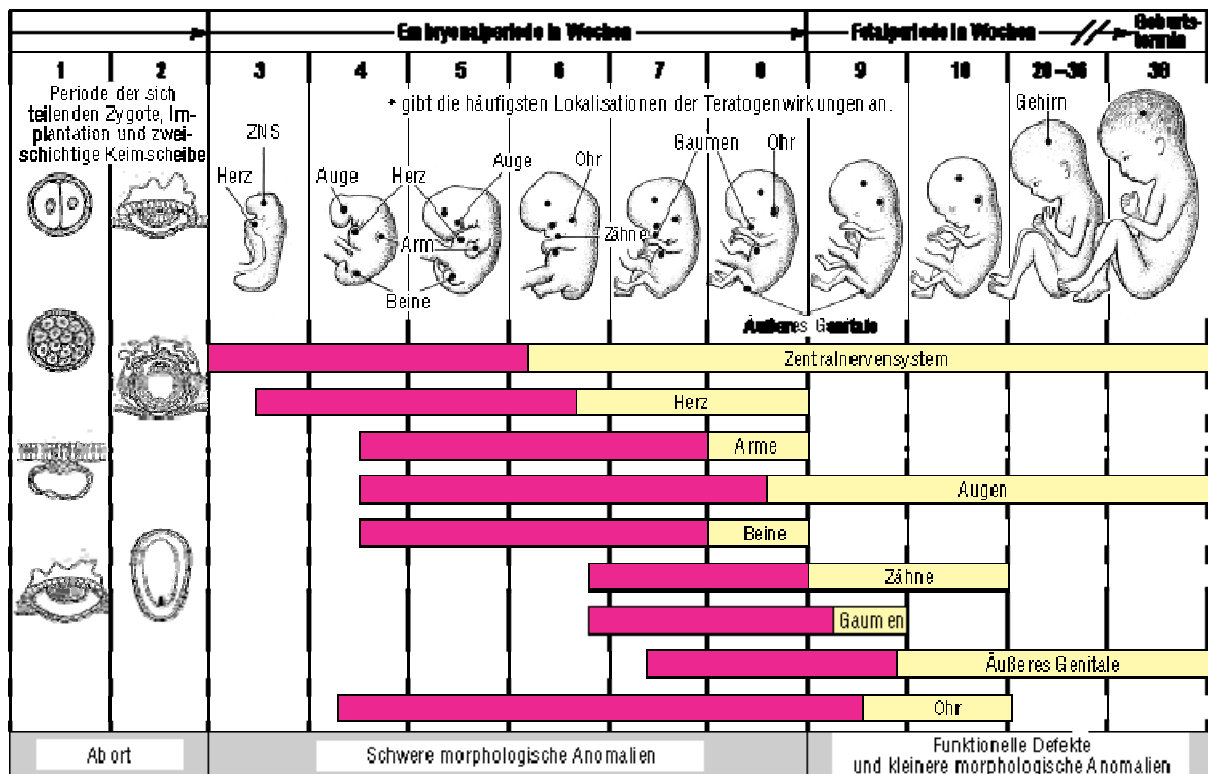 Embryonalperiode in Wochen
Fetalperiode in Wochen
Geburts-
termin
1 2 3 4 5 6 7 8 9 10 20–36 38
Periode der sich
teilenden Zygote, Im-
plantation und zwei-
schichtige Keimscheibe
• gibt die häufigsten Lokalisationen der Teratogenwirkungen an.
ZNS
Herz
Auge
Herz
Auge
Ohr
Gaumen
Ohr
Gehirn
Arm
Zähne
Beine
Äußeres Genitale
Zentralnervensystem
Herz
Arme
Augen
Beine
Zähne
Gaumen
Äußeres Genitale
Ohr
Abort
Schwere morphologische Anomalien
Funktionelle Defekte
und kleinere morphologische Anomalien